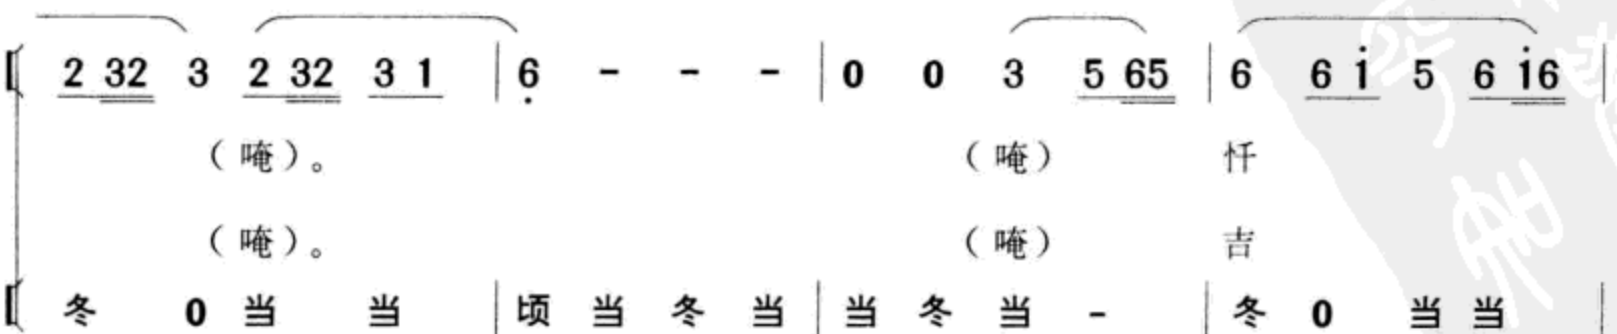 2 32 3 2 32 3 1 | 6 - - - | 0 0 3 5 65 | 6 6 i 5 6 i6 |
（唵）。 （唵） 忏
（唵）。 （唵） 吉
冬 0 当 当 | 顷 当 冬 当 | 当 冬 当 - | 冬 0 当 当 |